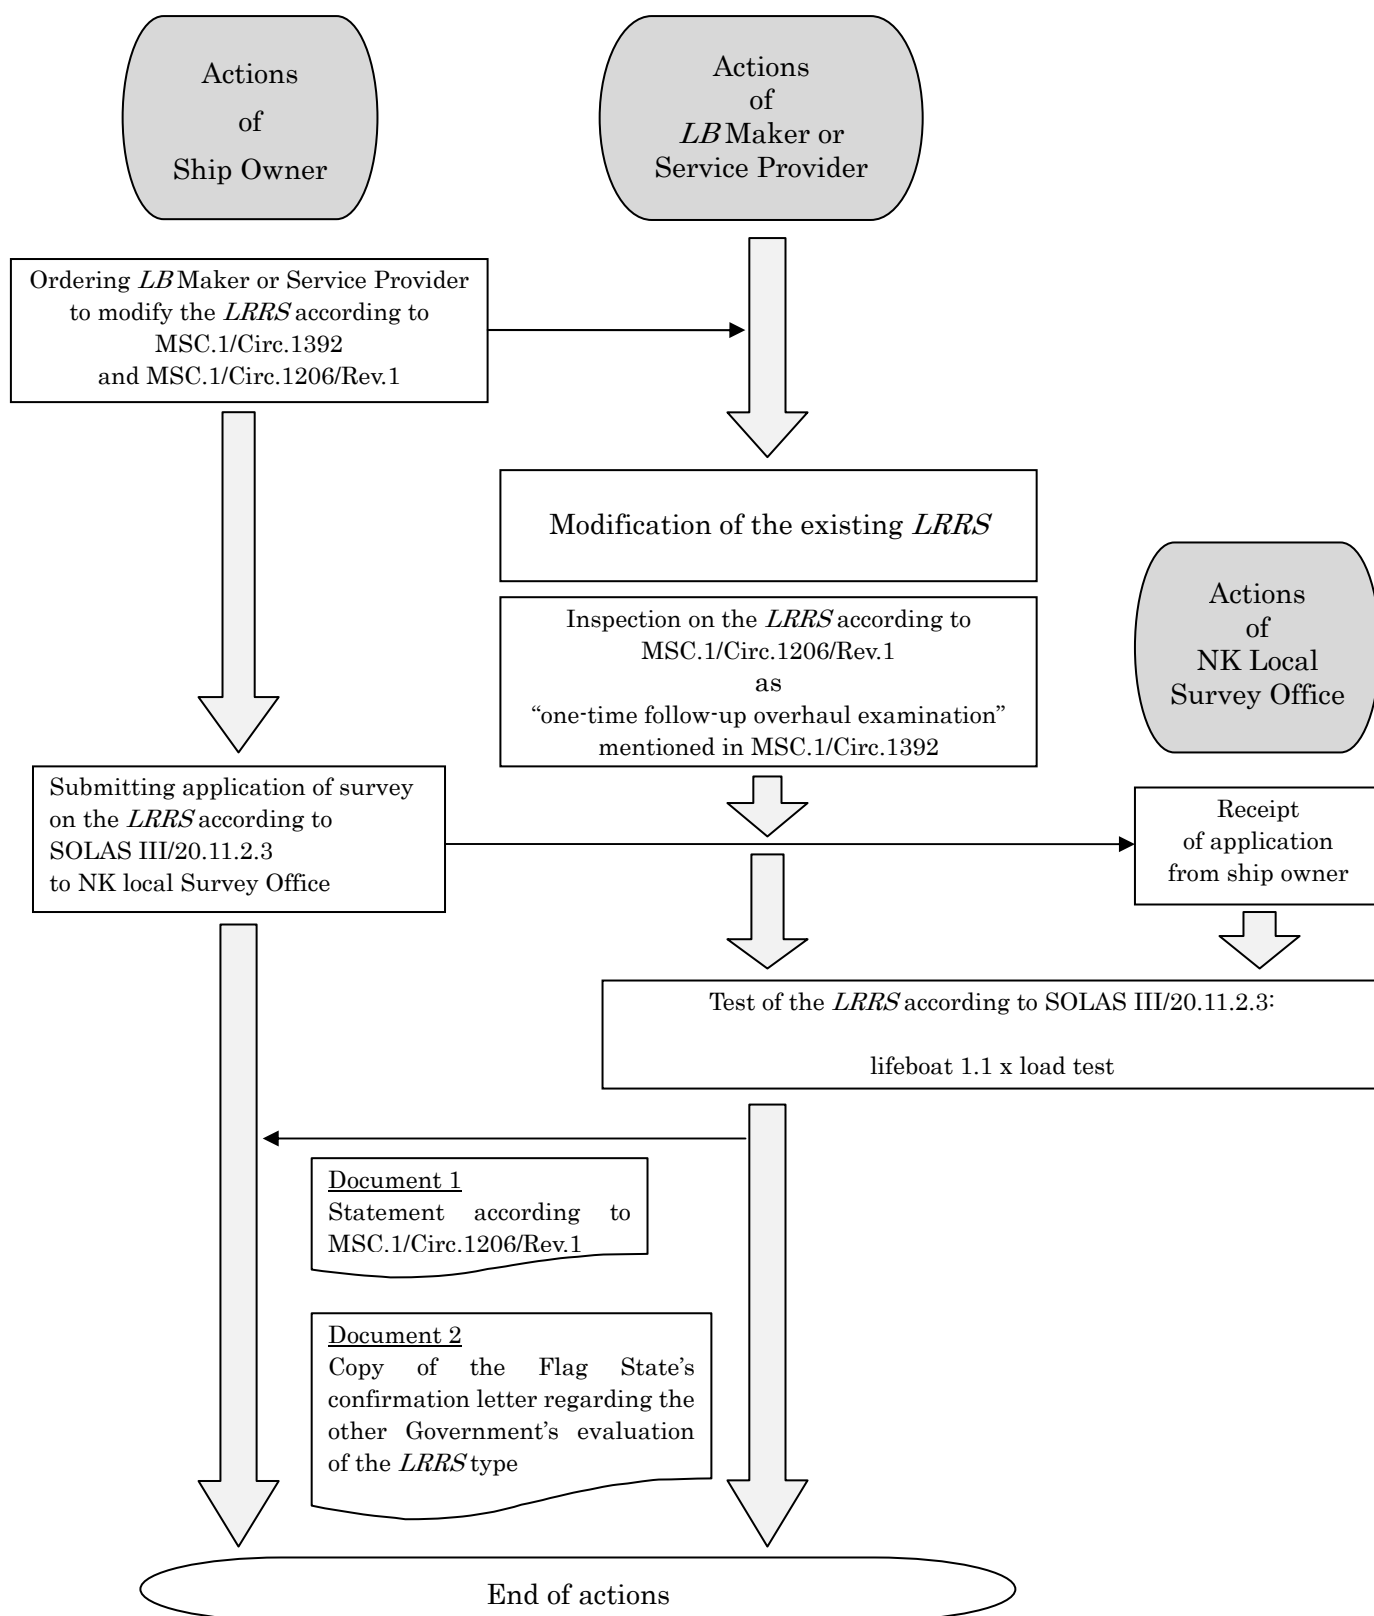 Actions
of
Ship Owner
Actions
of
LB Maker or
Service Provider
Ordering LB Maker or Service Provider
to modify the LRRS according to
MSC.1/Circ.1392
and MSC.1/Circ.1206/Rev.1
Modification of the existing LRRS
Inspection on the LRRS according to
MSC.1/Circ.1206/Rev.1
as
“one-time follow-up overhaul examination”
mentioned in MSC.1/Circ.1392
Actions
of
NK Local
Survey Office
Submitting application of survey
on the LRRS according to
SOLAS III/20.11.2.3
to NK local Survey Office
Receipt
of application
from ship owner
Test of the LRRS according to SOLAS III/20.11.2.3:
lifeboat 1.1 x load test
Document 1
Statement according to
MSC.1/Circ.1206/Rev.1
Document 2
Copy of the Flag State’s
confirmation letter regarding the
other Government’s evaluation
of the LRRS type
End of actions